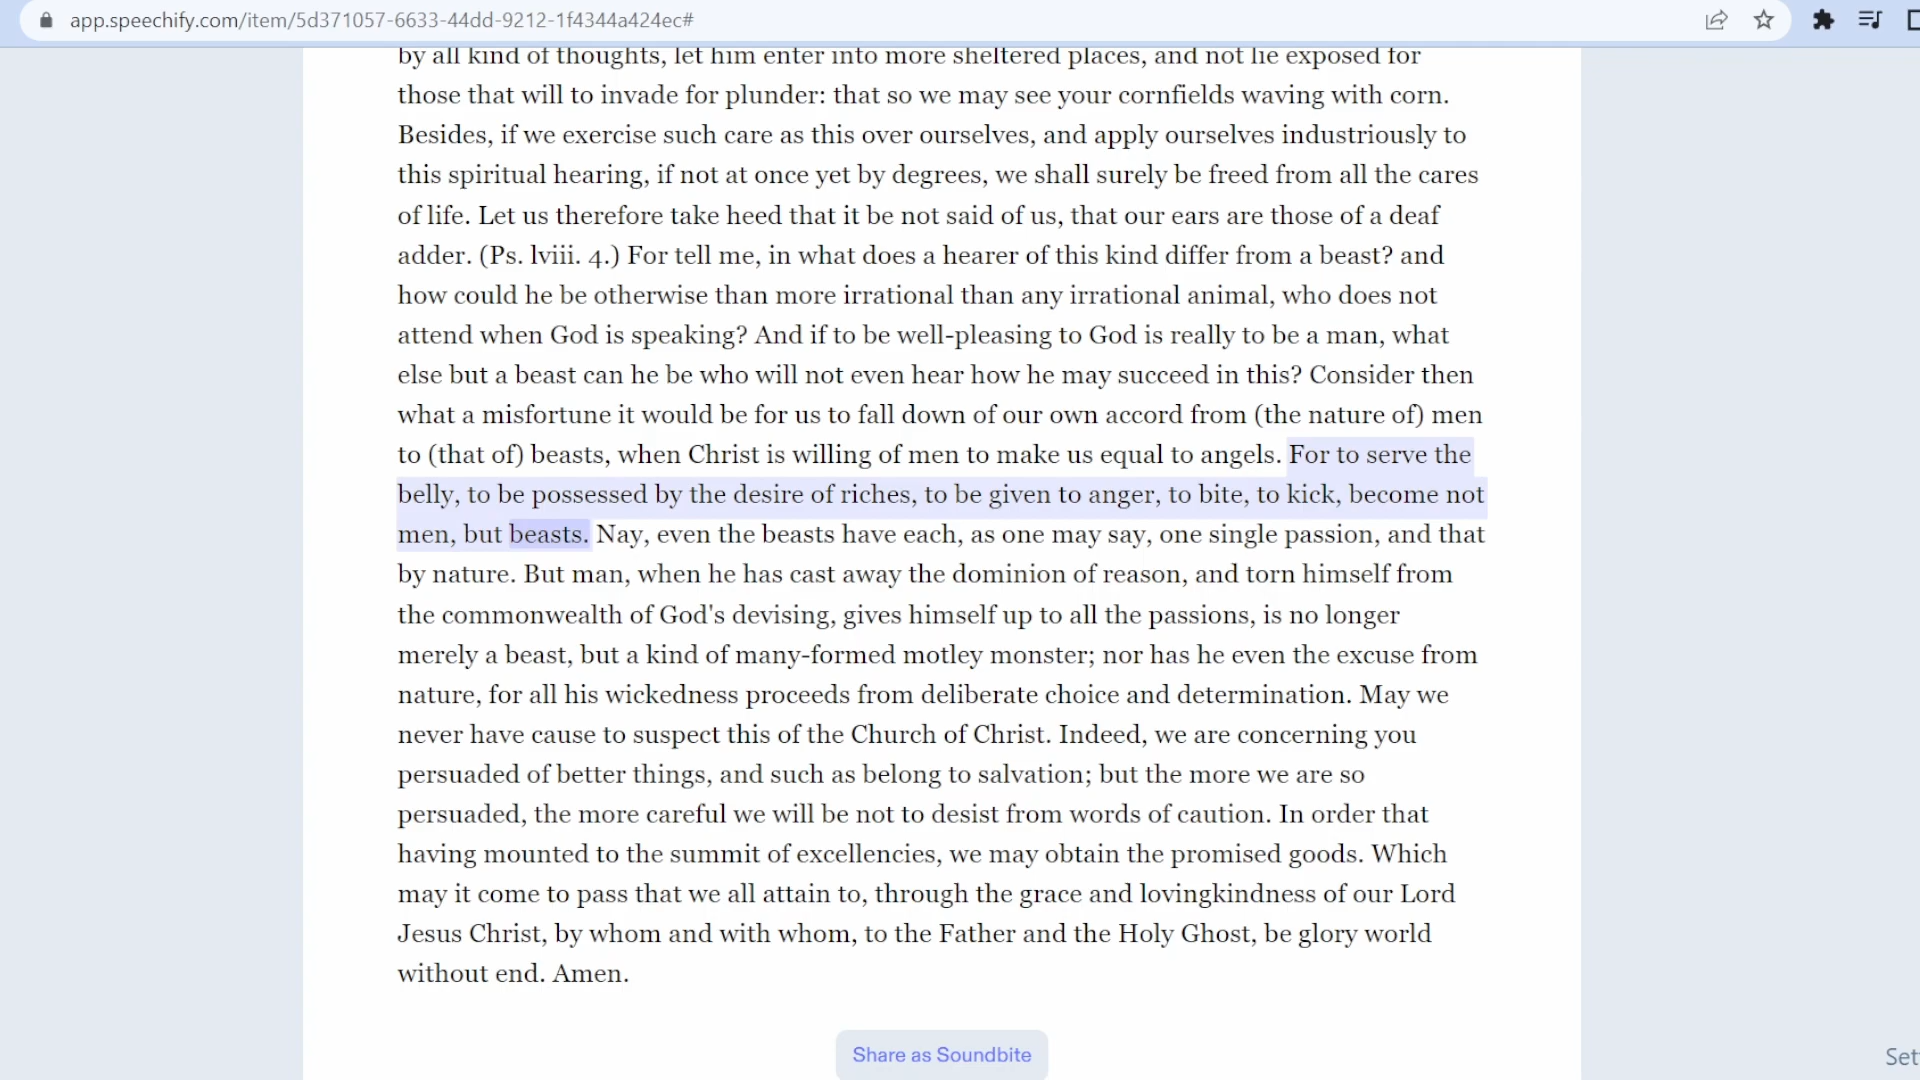 app.speechify.com/item/5d371057-6633-44dd-9212-1f4344a424ec#
by all kind of thoughts, let him enter into more sheltered places, and not lie exposed for
those that will to invade for plunder: that so we may see your cornfields waving with corn.
Besides, if we exercise such care as this over ourselves, and apply ourselves industriously to
this spiritual hearing, if not at once yet by degrees, we shall surely be freed from all the cares
of life. Let us therefore take heed that it be not said of us, that our ears are those of a deaf
adder. (Ps. lviii. 4.) For tell me, in what does a hearer of this kind differ from a beast? and
how could he be otherwise than more irrational than any irrational animal, who does not
attend when God is speaking? And if to be well-pleasing to God is really to be a man, what
else but a beast can he be who will not even hear how he may succeed in this? Consider then
what a misfortune it would be for us to fall down of our own accord from (the nature of) men
to (that of) beasts, when Christ is willing of men to make us equal to angels. For to serve the
belly, to be possessed by the desire of riches, to be given to anger, to bite, to kick, become not
men, but beasts. Nay, even the beasts have each, as one may say, one single passion, and that
by nature. But man, when he has cast away the dominion of reason, and torn himself from
the commonwealth of God's devising, gives himself up to all the passions, is no longer
merely a beast, but a kind of many-formed motley monster; nor has he even the excuse from
nature, for all his wickedness proceeds from deliberate choice and determination. May we
never have cause to suspect this of the Church of Christ. Indeed, we are concerning you
persuaded of better things, and such as belong to salvation; but the more we are so
persuaded, the more careful we will be not to desist from words of caution. In order that
having mounted to the summit of excellencies, we may obtain the promised goods. Which
may it come to pass that we all attain to, through the grace and lovingkindness of our Lord
Jesus Christ, by whom and with whom, to the Father and the Holy Ghost, be glory world
without end. Amen.
Share as Soundbite